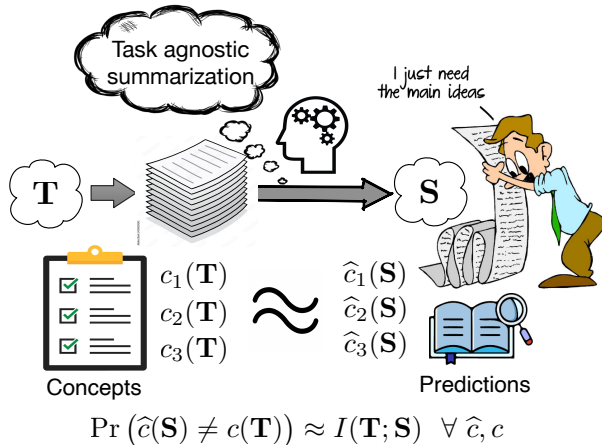 Task agnostic
summarization
I just need
the main ideas
T
S
c₁(T)
ĉ₁(S)
c₂(T) ≈ ĉ₂(S)
c₃(T)
ĉ₃(S)
Concepts
Predictions
Pr (ĉ(S) ≠ c(T)) ≈ I(T; S) ∀ ĉ, c